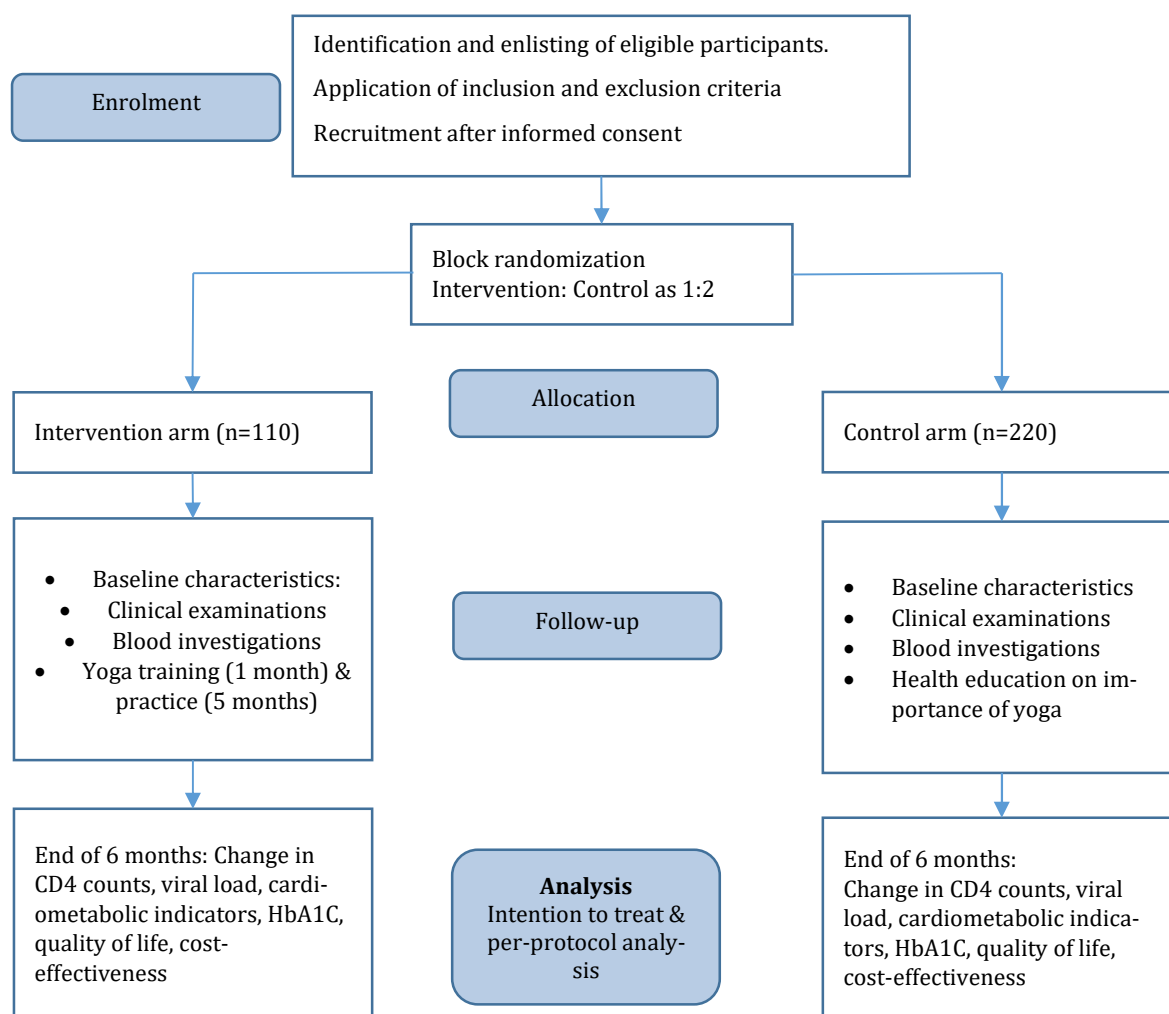 Identification and enlisting of eligible participants.
Application of inclusion and exclusion criteria
Recruitment after informed consent
Enrolment
Block randomization
Intervention: Control as 1:2
Allocation
Intervention arm (n=110)
Control arm (n=220)
• Baseline characteristics:
• Clinical examinations
• Blood investigations
• Yoga training (1 month) &
practice (5 months)
Follow-up
• Baseline characteristics
• Clinical examinations
• Blood investigations
• Health education on im-
portance of yoga
End of 6 months: Change in
CD4 counts, viral load, cardi-
ometabolic indicators, HbA1C,
quality of life, cost-
effectiveness
Analysis
Intention to treat &
per-protocol analy-
sis
End of 6 months:
Change in CD4 counts, viral
load, cardiometabolic indica-
tors, HbA1C, quality of life,
cost-effectiveness